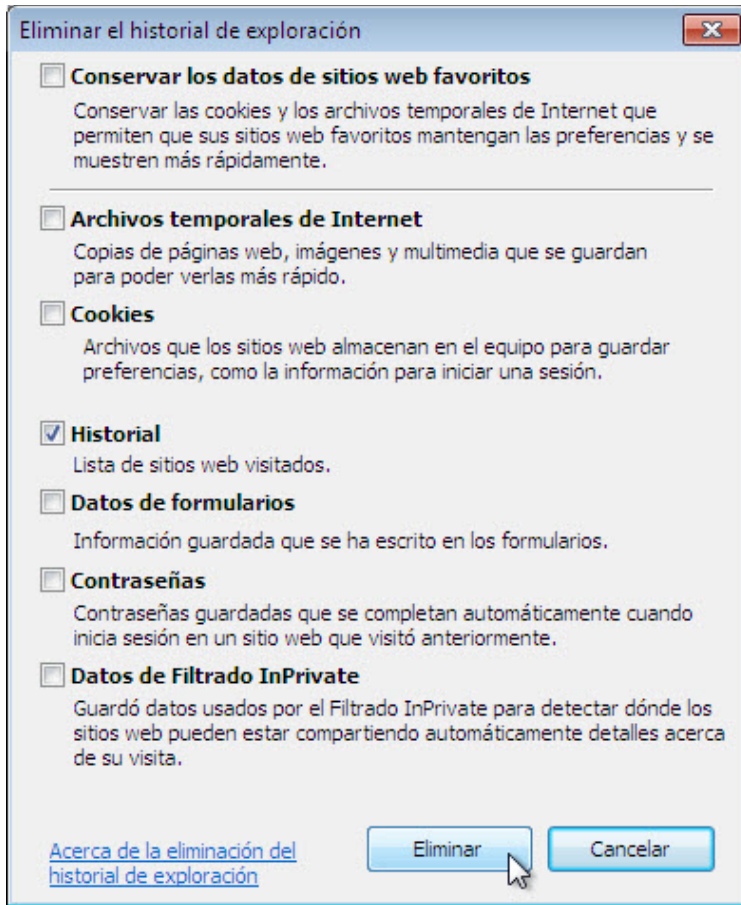 Eliminar el historial de exploración
Conservar los datos de sitios web favoritos
Conservar las cookies y los archivos temporales de Internet que
permiten que sus sitios web favoritos mantengan las preferencias y se
muestren más rápidamente.
Archivos temporales de Internet
Copias de páginas web, imágenes y multimedia que se guardan
para poder verlas más rápido.
Cookies
Archivos que los sitios web almacenan en el equipo para guardar
preferencias, como la información para iniciar una sesión.
Historial
Lista de sitios web visitados.
Datos de formularios
Información guardada que se ha escrito en los formularios.
Contraseñas
Contraseñas guardadas que se completan automáticamente cuando
inicia sesión en un sitio web que visitó anteriormente.
Datos de Filtrado InPrivate
Guardó datos usados por el Filtrado InPrivate para detectar dónde los
sitios web pueden estar compartiendo automáticamente detalles acerca
de su visita.
Acerca de la eliminación del
historial de exploración
Eliminar
Cancelar